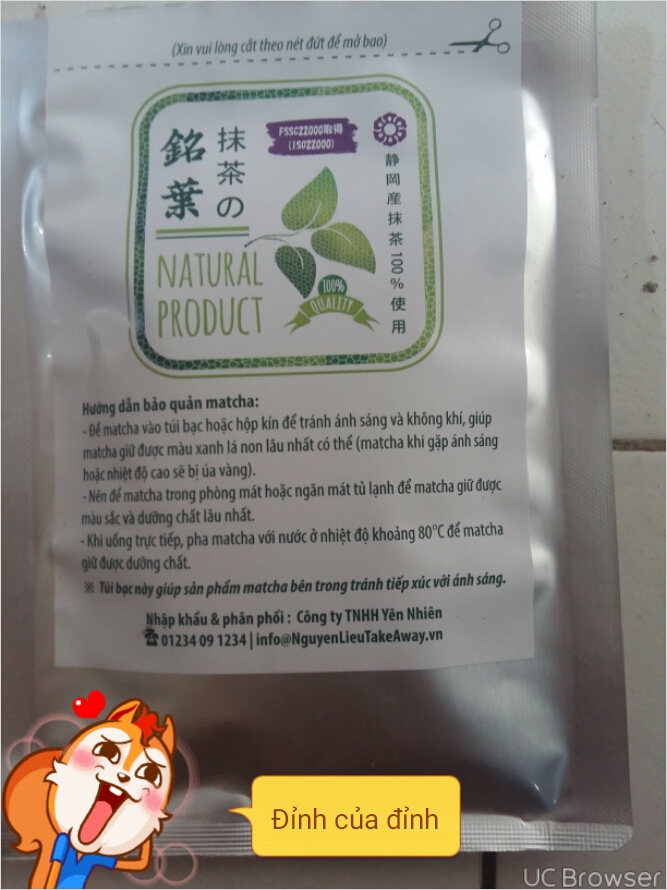 (Xin vui lòng cắt theo nét đứt để mở bao)
抹茶の
銘葉
FSSC22000取得
(ISO22000)
静岡産抹茶100%使用
NATURAL
PRODUCT
100%
QUALITY
Hướng dẫn bảo quản matcha:
- Để matcha vào túi bạc hoặc hộp kín để tránh ánh sáng và không khí, giúp
matcha giữ được màu xanh lá non lâu nhất có thể (matcha khi gặp ánh sáng
hoặc nhiệt độ cao sẽ bị úa vàng).
- Nên để matcha trong phòng mát hoặc ngăn mát tủ lạnh để matcha giữ được
màu sắc và dưỡng chất lâu nhất.
- Khi uống trực tiếp, pha matcha với nước ở nhiệt độ khoảng 80°C để matcha
giữ được dưỡng chất.
※ Túi bạc này giúp sản phẩm matcha bên trong tránh tiếp xúc với ánh sáng.
Nhập khẩu & phân phối : Công ty TNHH Yên Nhiên
☎ 01234 09 1234 | info@NguyenLieuTakeAway.vn
Đỉnh của đỉnh
UC Browser